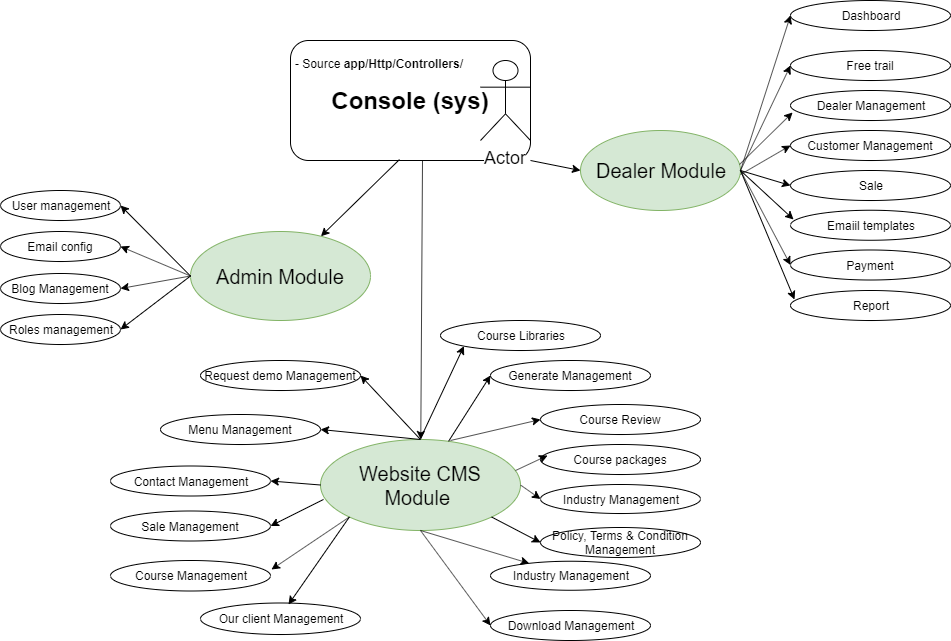 - Source app/Http/Controllers/
Console (sys)
Actor
Dealer Module
Dashboard
Free trail
Dealer Management
Customer Management
Sale
Emaiil templates
Payment
Report
Admin Module
User management
Email config
Blog Management
Roles management
Website CMS
Module
Course Libraries
Generate Management
Course Review
Course packages
Industry Management
Policy, Terms & Condition
Management
Industry Management
Download Management
Request demo Management
Menu Management
Contact Management
Sale Management
Course Management
Our client Management